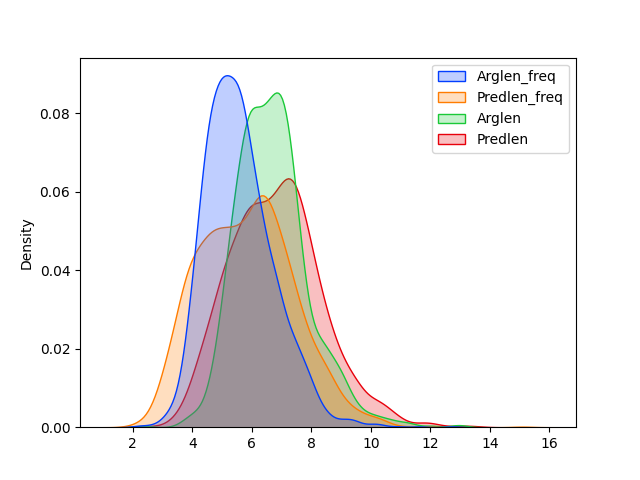 Arglen_freq
Predlen_freq
Arglen
Predlen
Density
0.08
0.06
0.04
0.02
0.00
2 4 6 8 10 12 14 16